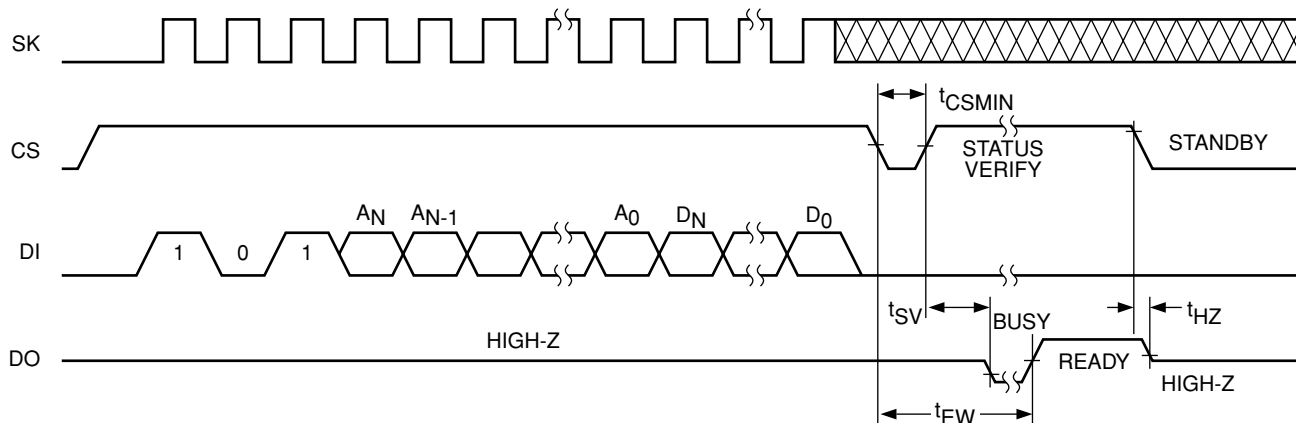 SK
tCSMIN
CS
STATUS
VERIFY
STANDBY
AN
AN-1
A0
DN
D0
DI
1
0
1
tSV
BUSY
tHZ
HIGH-Z
DO
READY
HIGH-Z
tEW